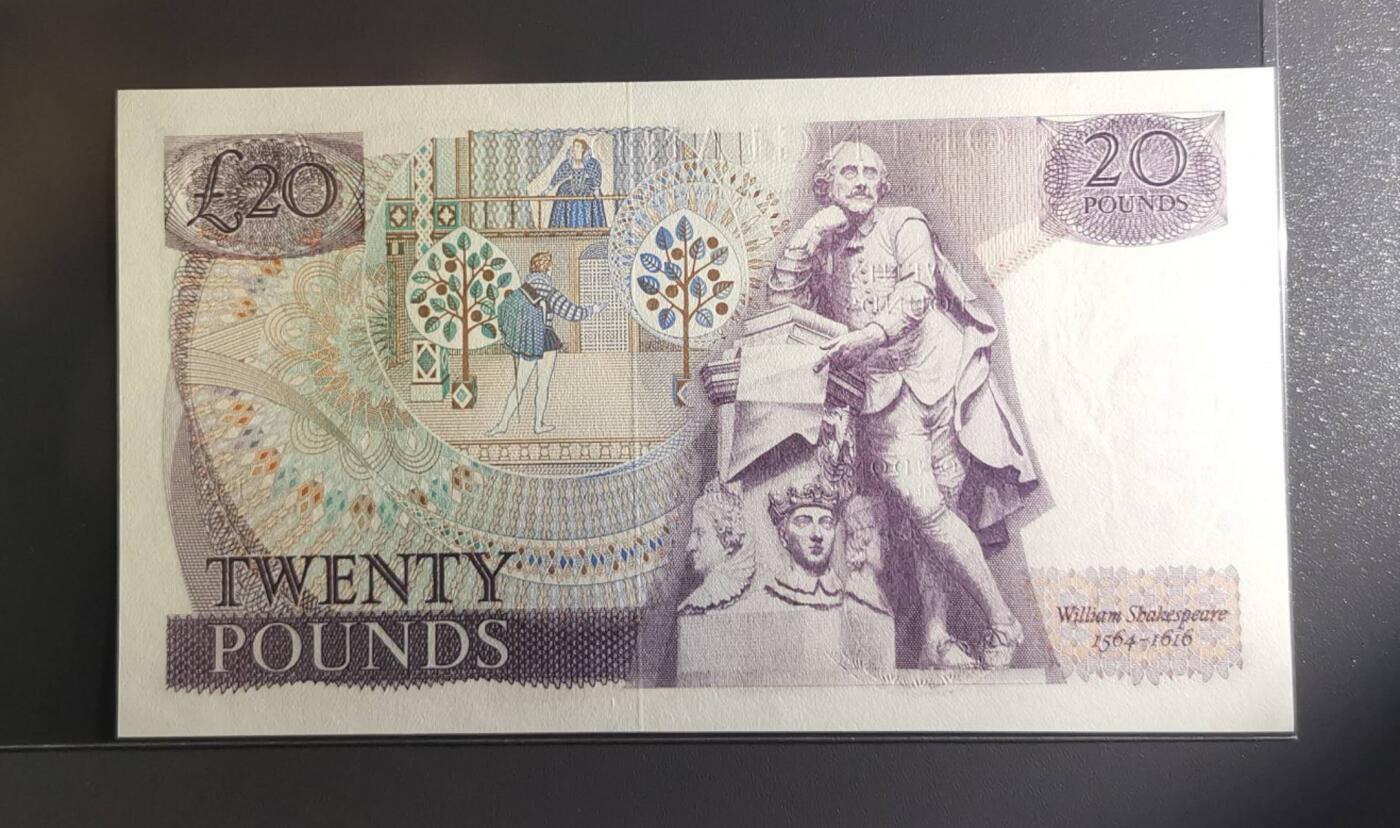 £20
20
POUNDS
TWENTY
POUNDS
William Shakespeare
1564–1616